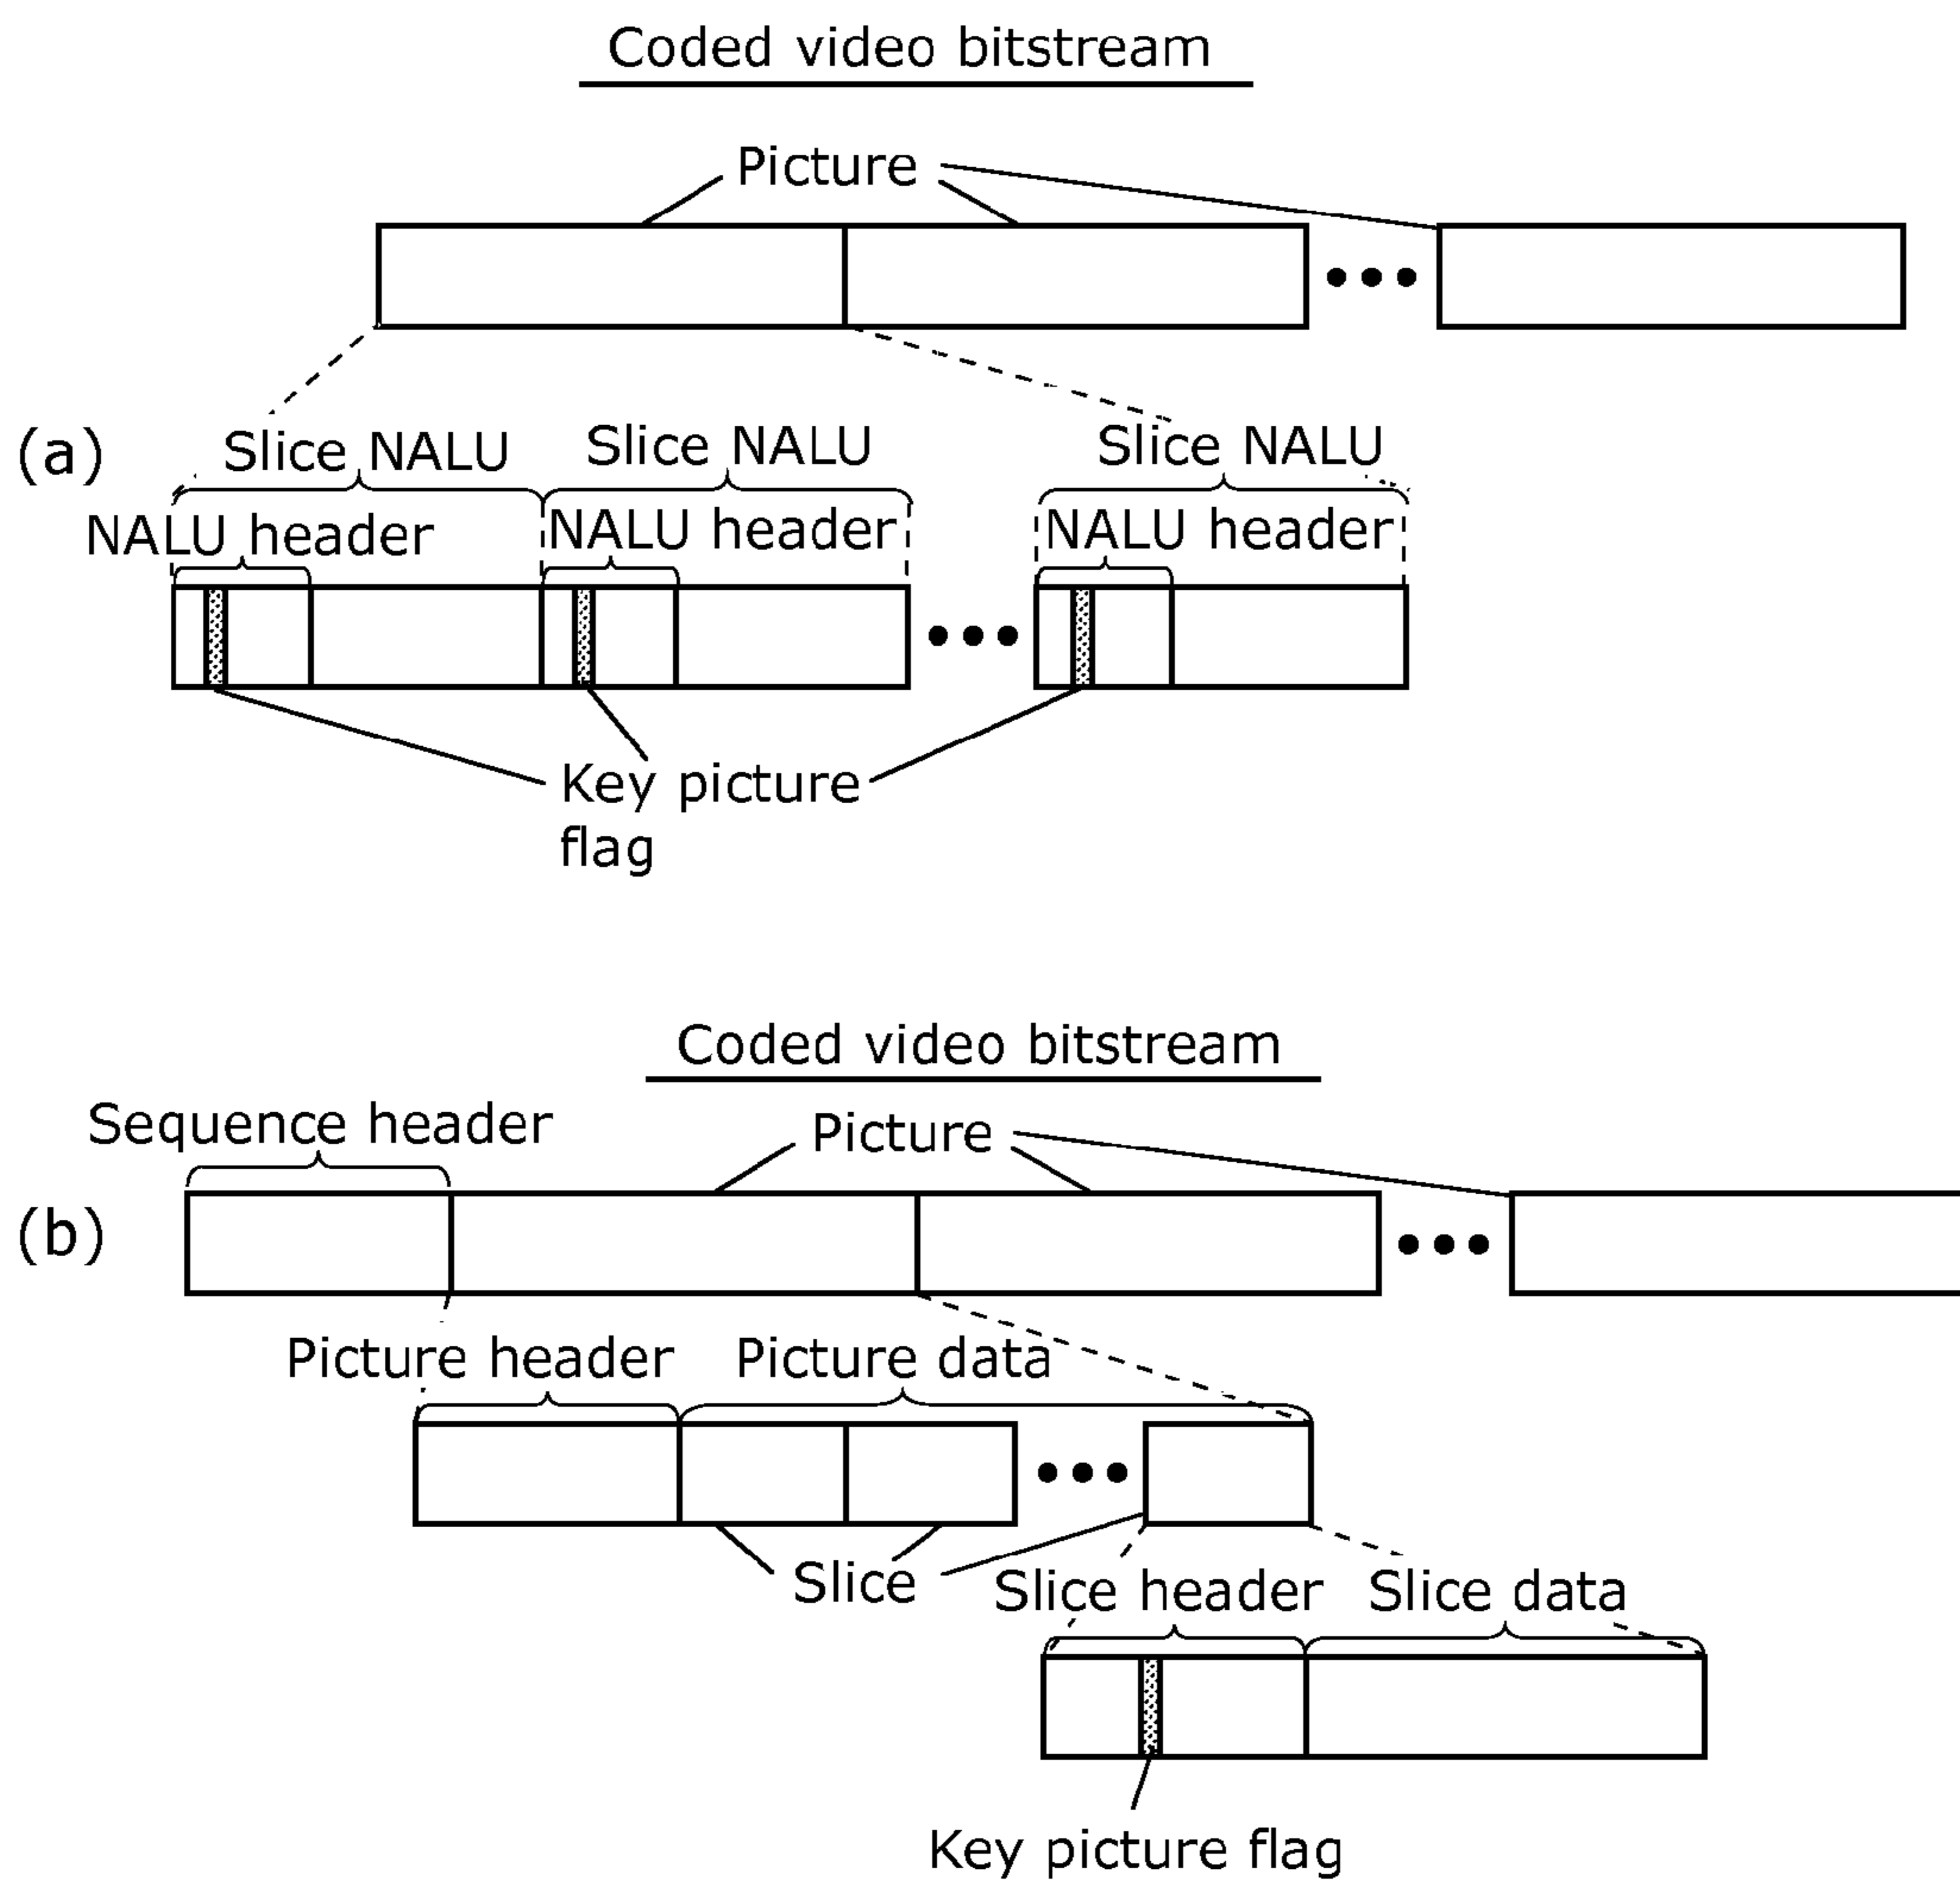 Coded video bitstream
Picture
(a)
Slice NALU
Slice NALU
Slice NALU
NALU header
NALU header
NALU header
Key picture
flag
Coded video bitstream
Sequence header
Picture
(b)
Picture header
Picture data
Slice
Slice header
Slice data
Key picture flag